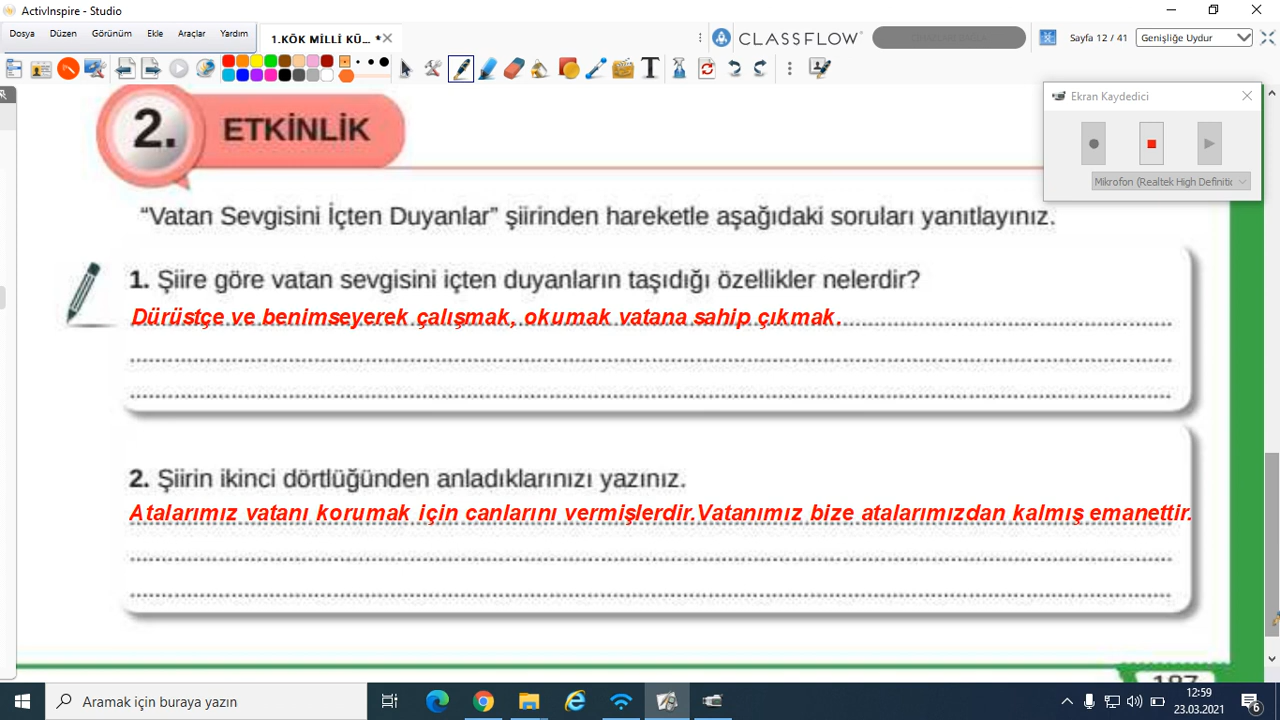 ActivInspire - Studio
Dosya Düzen Görünüm Ekle Araçlar Yardım
1.KÖK MİLLİ KÜ... *
CLASSFLOW
Sayfa 12 / 41
Genişliğe Uydur
Ekran Kaydedici
Mikrofon (Realtek High Definitic
2. ETKİNLİK
“Vatan Sevgisini İçten Duyanlar” şiirinden hareketle aşağıdaki soruları yanıtlayınız.
1. Şiire göre vatan sevgisini içten duyanların taşıdığı özellikler nelerdir?
Dürüstçe ve benimseyerek çalışmak, okumak vatana sahip çıkmak.
2. Şiirin ikinci dörtlüğünden anladıklarınızı yazınız.
Atalarımız vatanı korumak için canlarını vermişlerdir.Vatanımız bize atalarımızdan kalmış emanettir.
187
Aramak için buraya yazın
12:59
23.03.2021
6